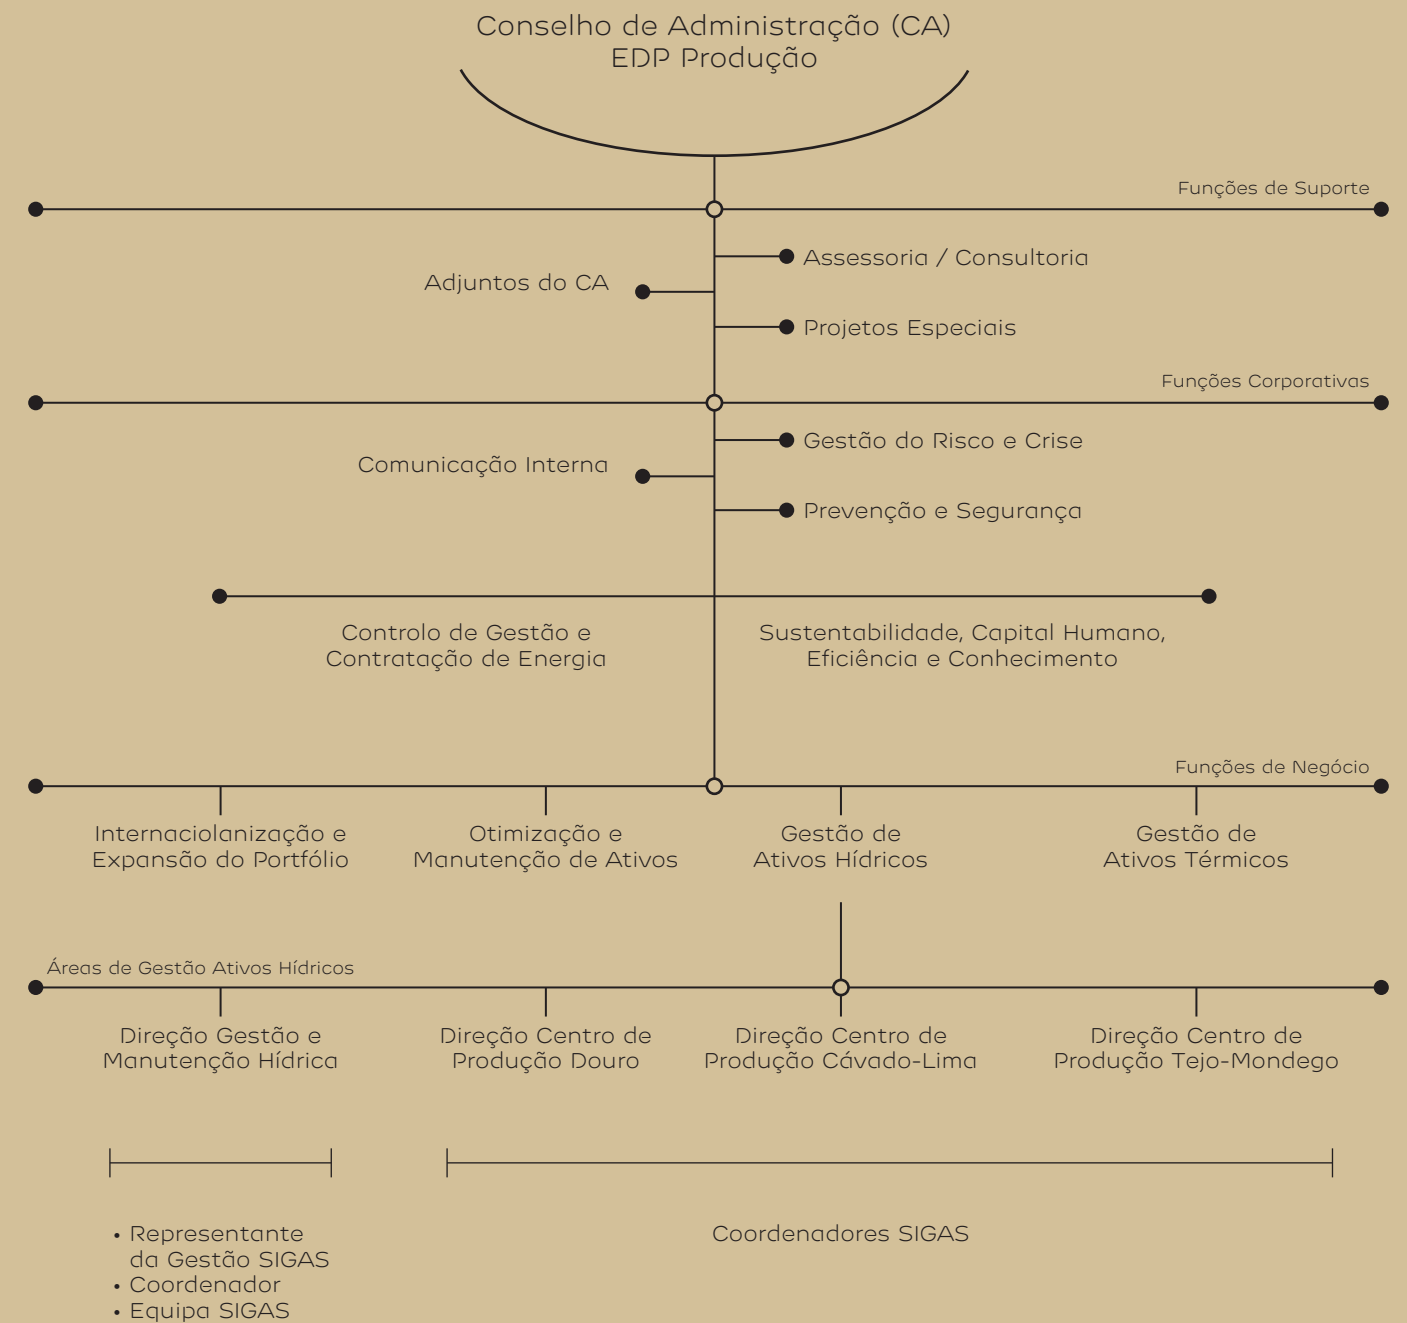 Conselho de Administração (CA)
EDP Produção
Funções de Suporte
Assessoria / Consultoria
Adjuntos do CA
Projetos Especiais
Funções Corporativas
Gestão do Risco e Crise
Comunicação Interna
Prevenção e Segurança
Controlo de Gestão e
Contratação de Energia
Sustentabilidade, Capital Humano,
Eficiência e Conhecimento
Funções de Negócio
Internaciolanização e
Expansão do Portfólio
Otimização e
Manutenção de Ativos
Gestão de
Ativos Hídricos
Gestão de
Ativos Térmicos
Áreas de Gestão Ativos Hídricos
Direção Gestão e
Manutenção Hídrica
Direção Centro de
Produção Douro
Direção Centro de
Produção Cávado-Lima
Direção Centro de
Produção Tejo-Mondego
• Representante
da Gestão SIGAS
• Coordenador
• Equipa SIGAS
Coordenadores SIGAS